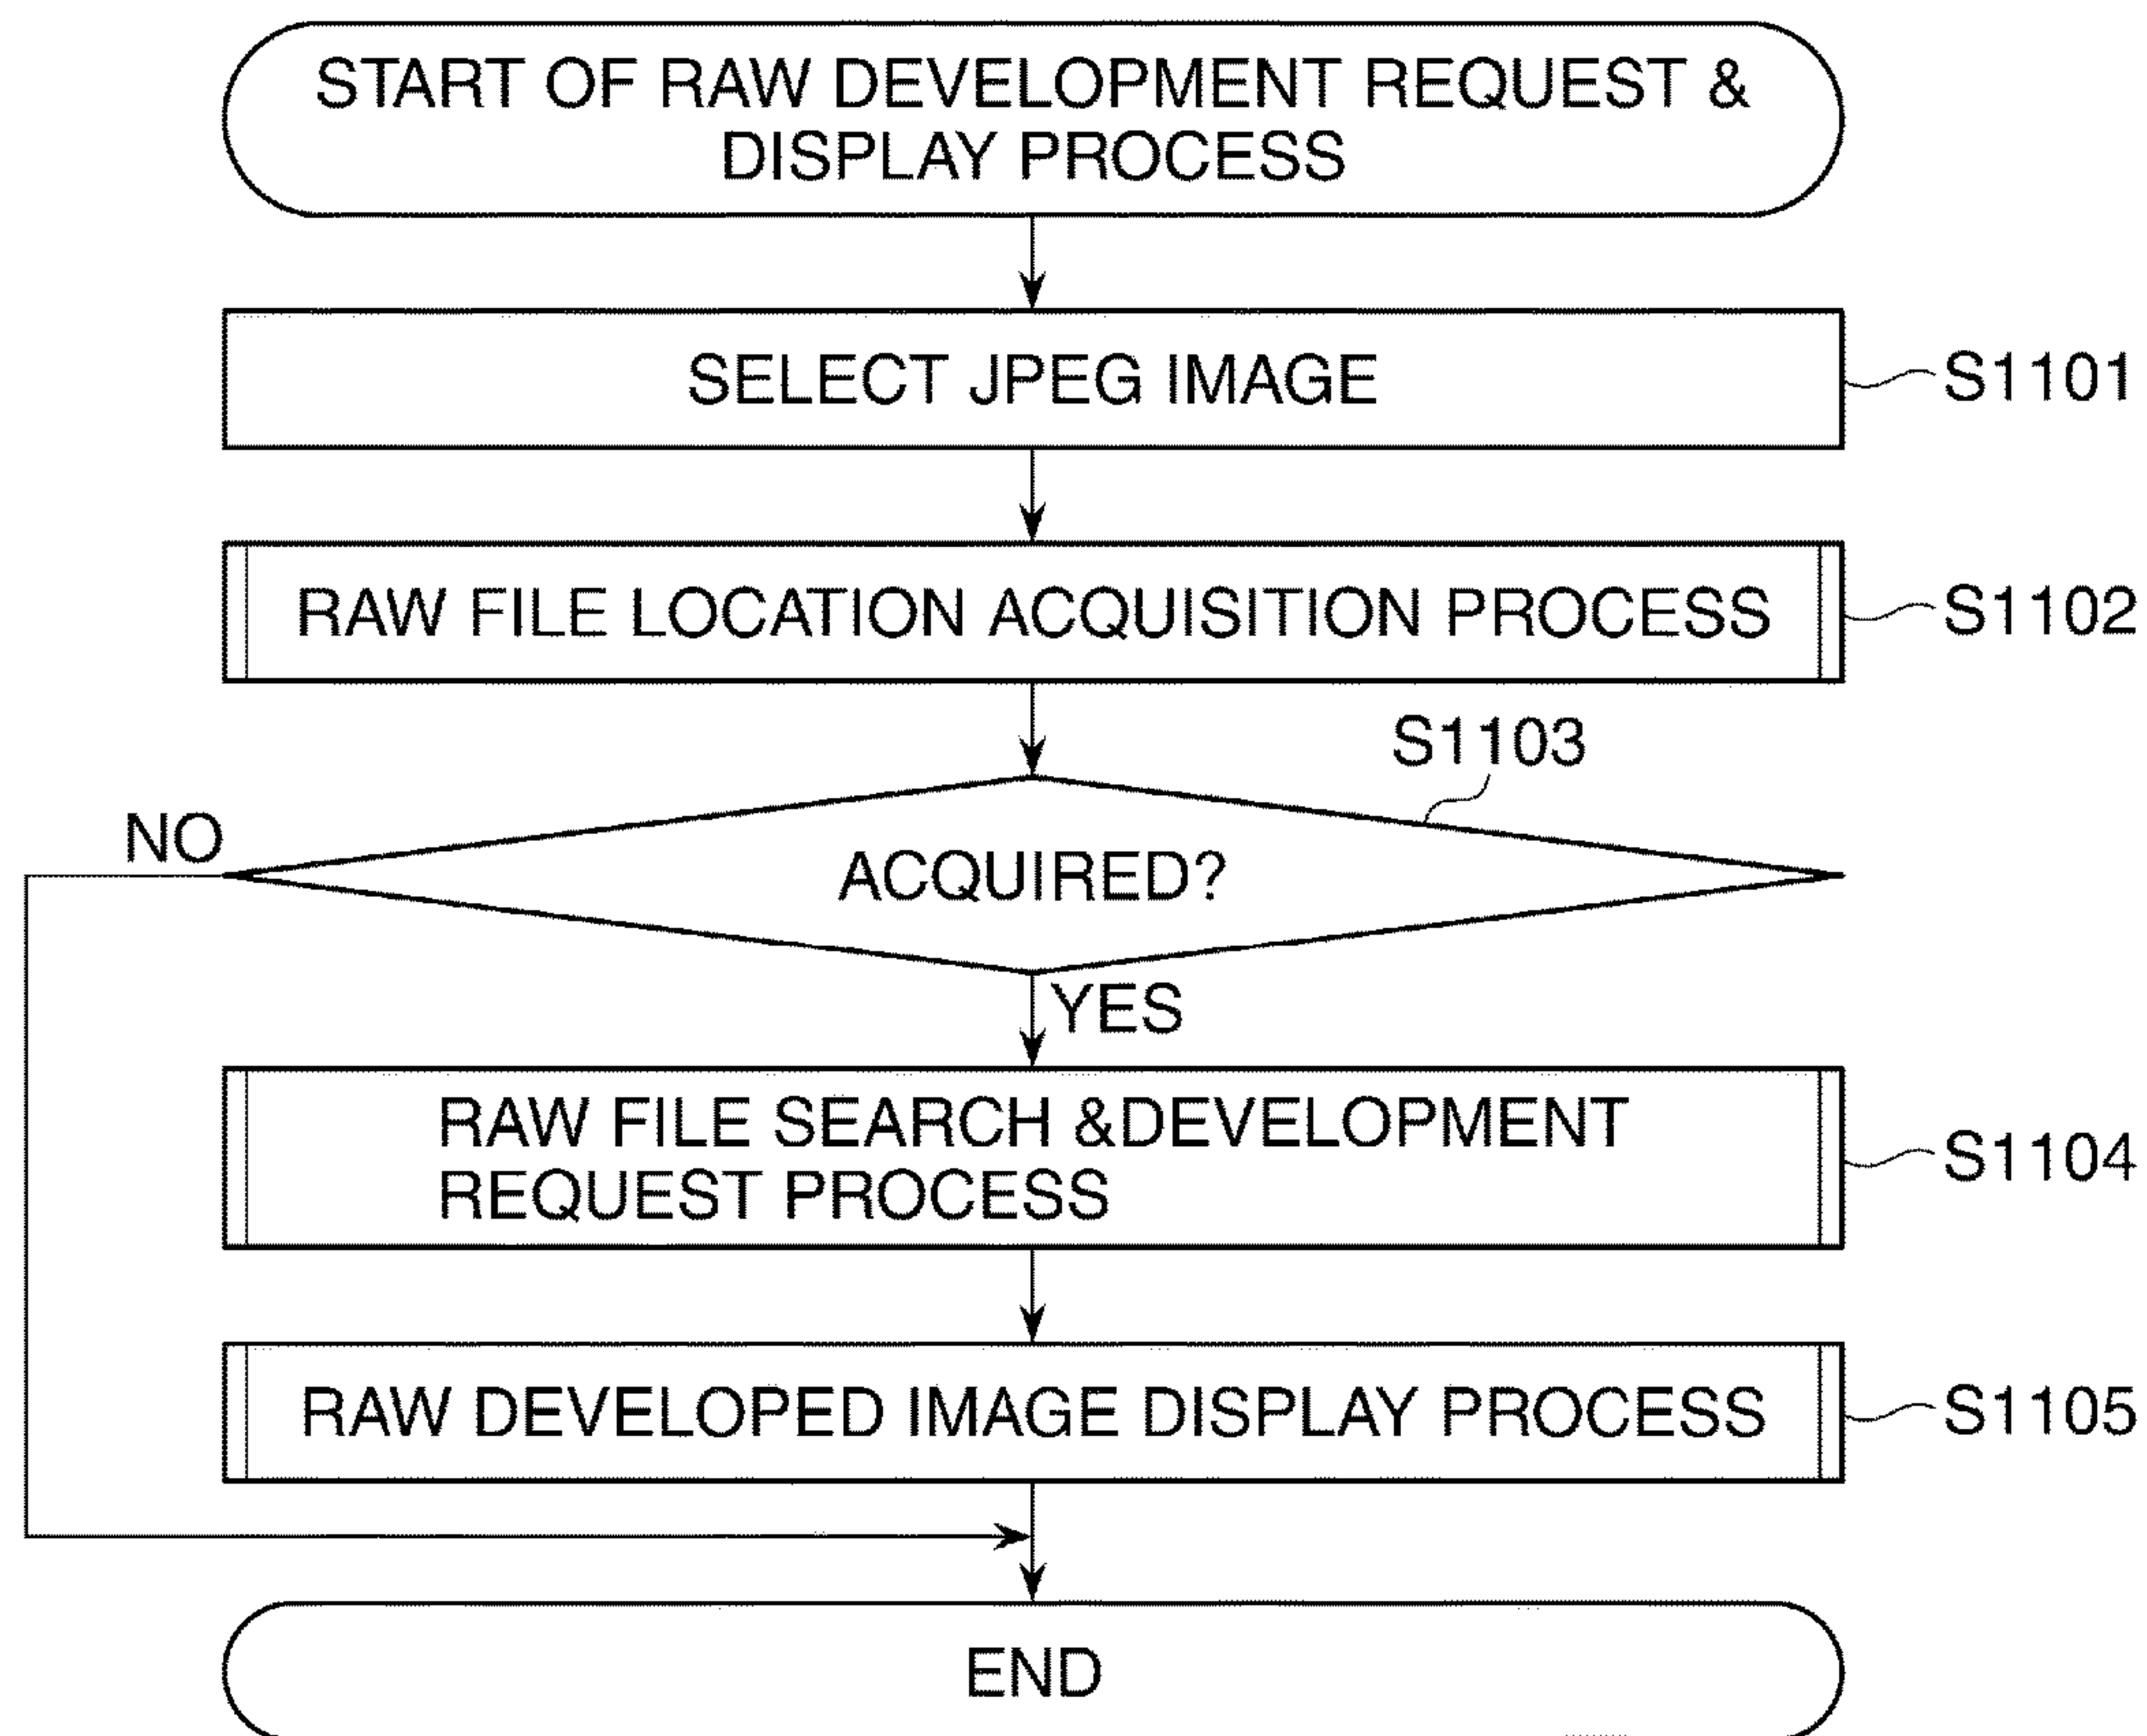 START OF RAW DEVELOPMENT REQUEST &
DISPLAY PROCESS
SELECT JPEG IMAGE
S1101
RAW FILE LOCATION ACQUISITION PROCESS
S1102
S1103
NO
ACQUIRED?
YES
RAW FILE SEARCH &DEVELOPMENT
REQUEST PROCESS
S1104
RAW DEVELOPED IMAGE DISPLAY PROCESS
S1105
END